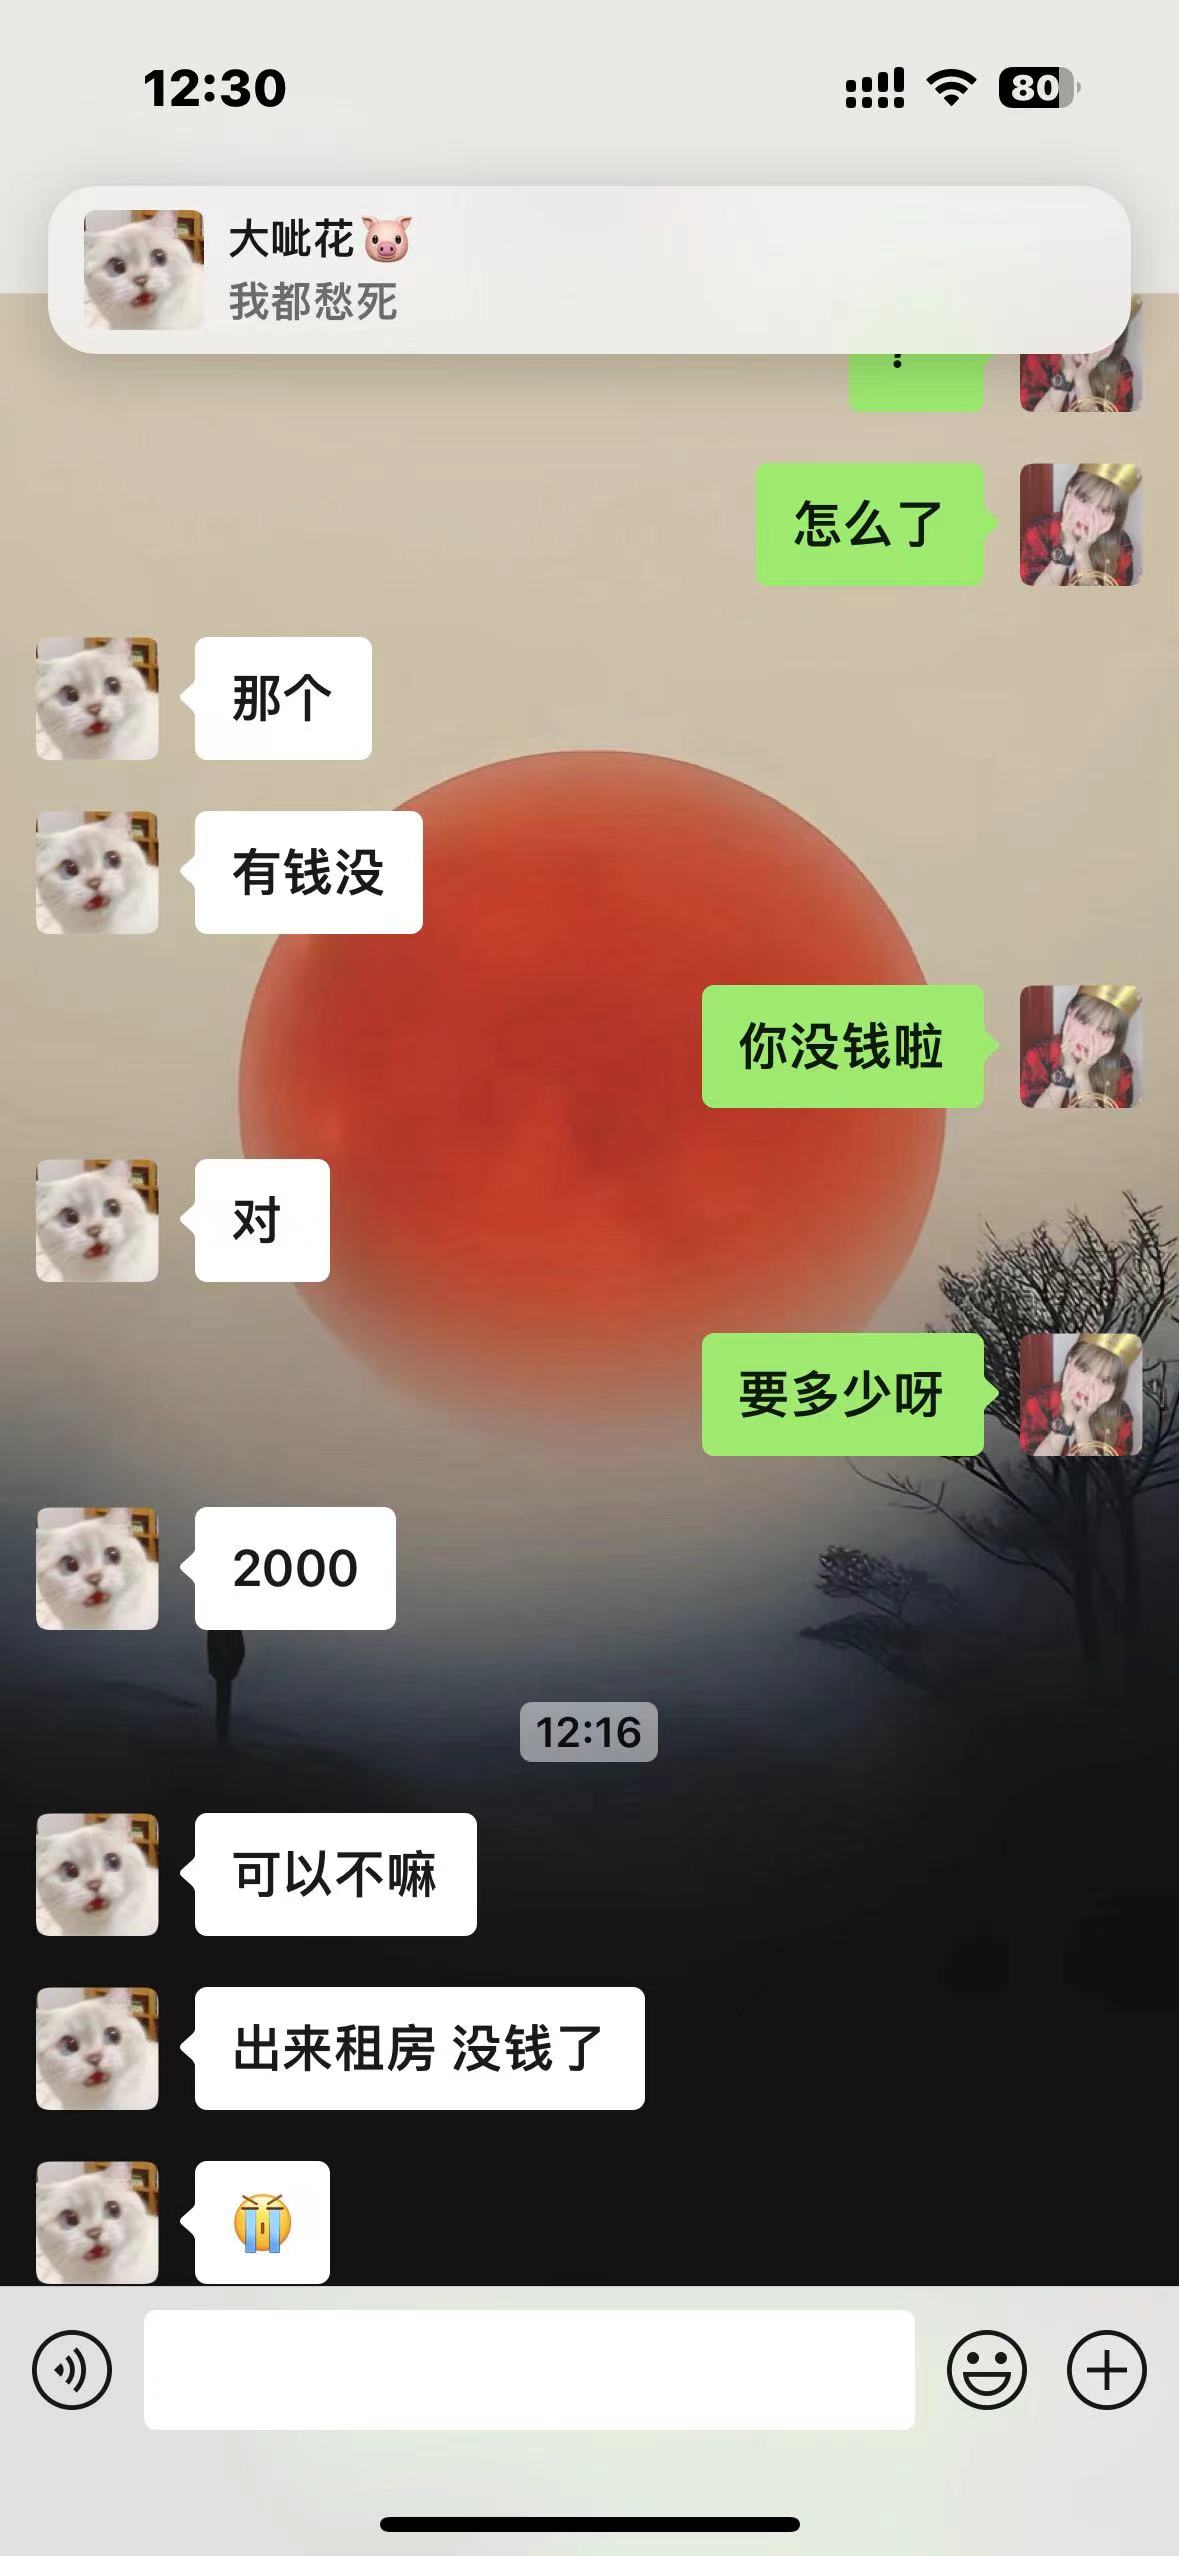 12:30
80
大呲花🐷
我都愁死
?
怎么了
那个
有钱没
你没钱啦
对
要多少呀
2000
12:16
可以不嘛
出来租房 没钱了
😭